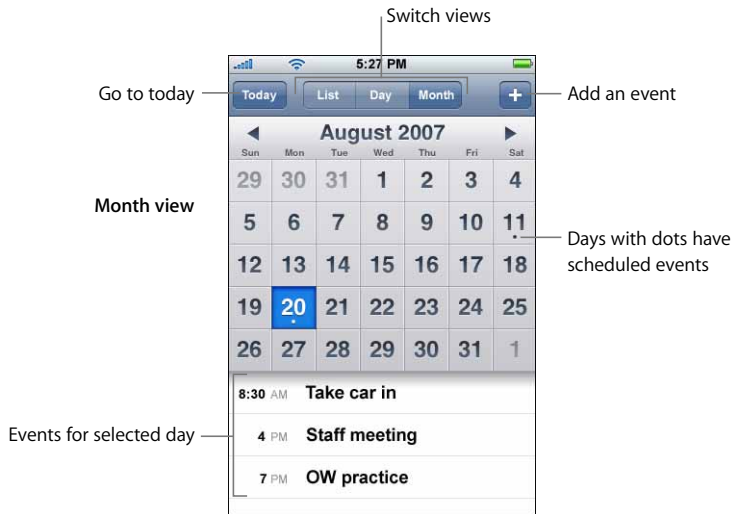 Switch views
5:27 PM
Go to today
Today
List
Day
Month
+
Add an event
August 2007
Sun Mon Tue Wed Thu Fri Sat
29 30 31 1 2 3 4
Month view
5 6 7 8 9 10 11
Days with dots have
scheduled events
12 13 14 15 16 17 18
19 20 21 22 23 24 25
26 27 28 29 30 31 1
8:30 AM Take car in
Events for selected day
4 PM Staff meeting
7 PM OW practice